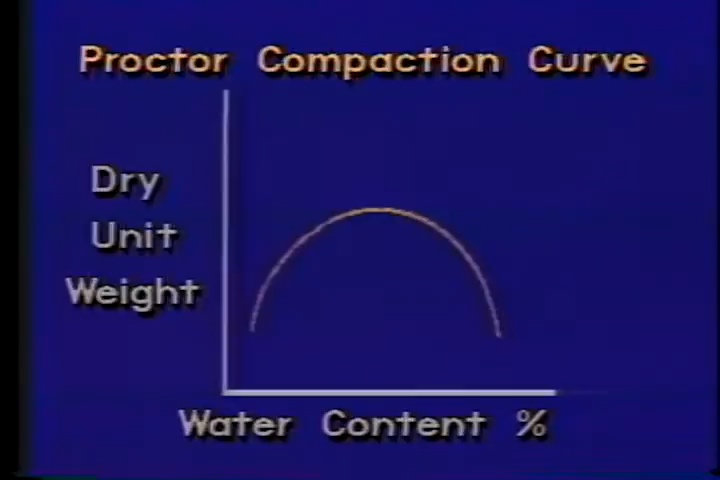 Proctor Compaction Curve
Dry
Unit
Weight
Water Content %